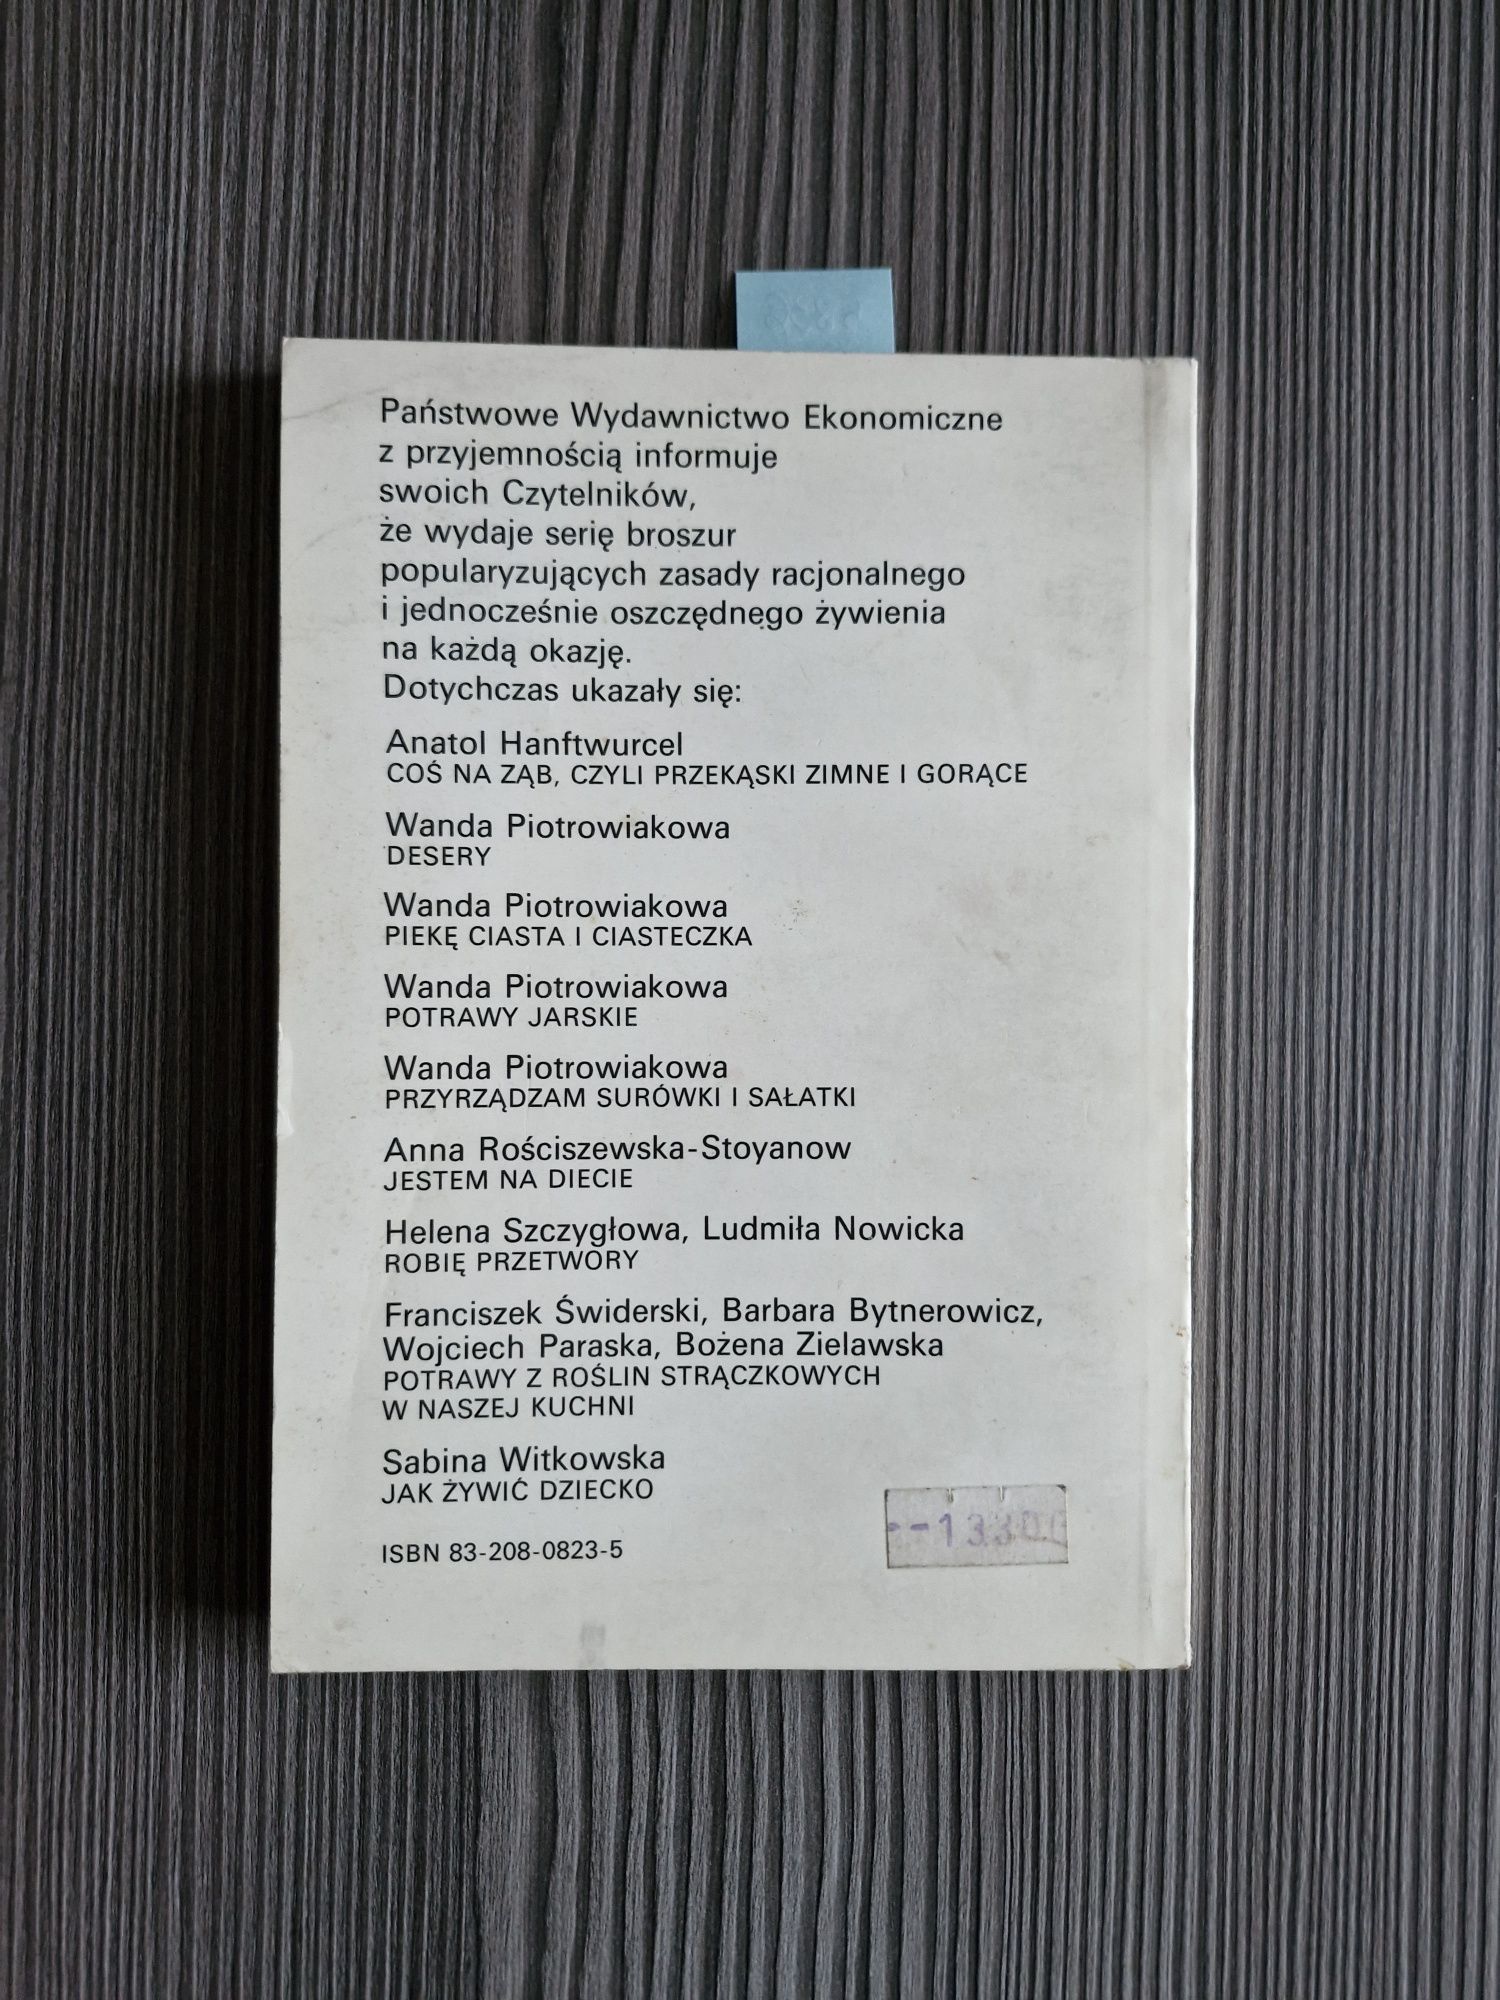 Państwowe Wydawnictwo Ekonomiczne
z przyjemnością informuje
swoich Czytelników,
że wydaje serię broszur
popularyzujących zasady racjonalnego
i jednocześnie oszczędnego żywienia
na każdą okazję.
Dotychczas ukazały się:
Anatol Hanftwurcel
COŚ NA ZĄB, CZYLI PRZEKĄSKI ZIMNE I GORĄCE
Wanda Piotrowiakowa
DESERY
Wanda Piotrowiakowa
PIEKĘ CIASTA I CIASTECZKA
Wanda Piotrowiakowa
POTRAWY JARSKIE
Wanda Piotrowiakowa
PRZYRZĄDZAM SURÓWKI I SAŁATKI
Anna Rościszewska-Stoyanow
JESTEM NA DIECIE
Helena Szczygłowa, Ludmiła Nowicka
ROBIĘ PRZETWORY
Franciszek Świderski, Barbara Bytnerowicz,
Wojciech Paraska, Bożena Zielawska
POTRAWY Z ROŚLIN STRĄCZKOWYCH
W NASZEJ KUCHNI
Sabina Witkowska
JAK ŻYWIĆ DZIECKO
ISBN 83-208-0823-5